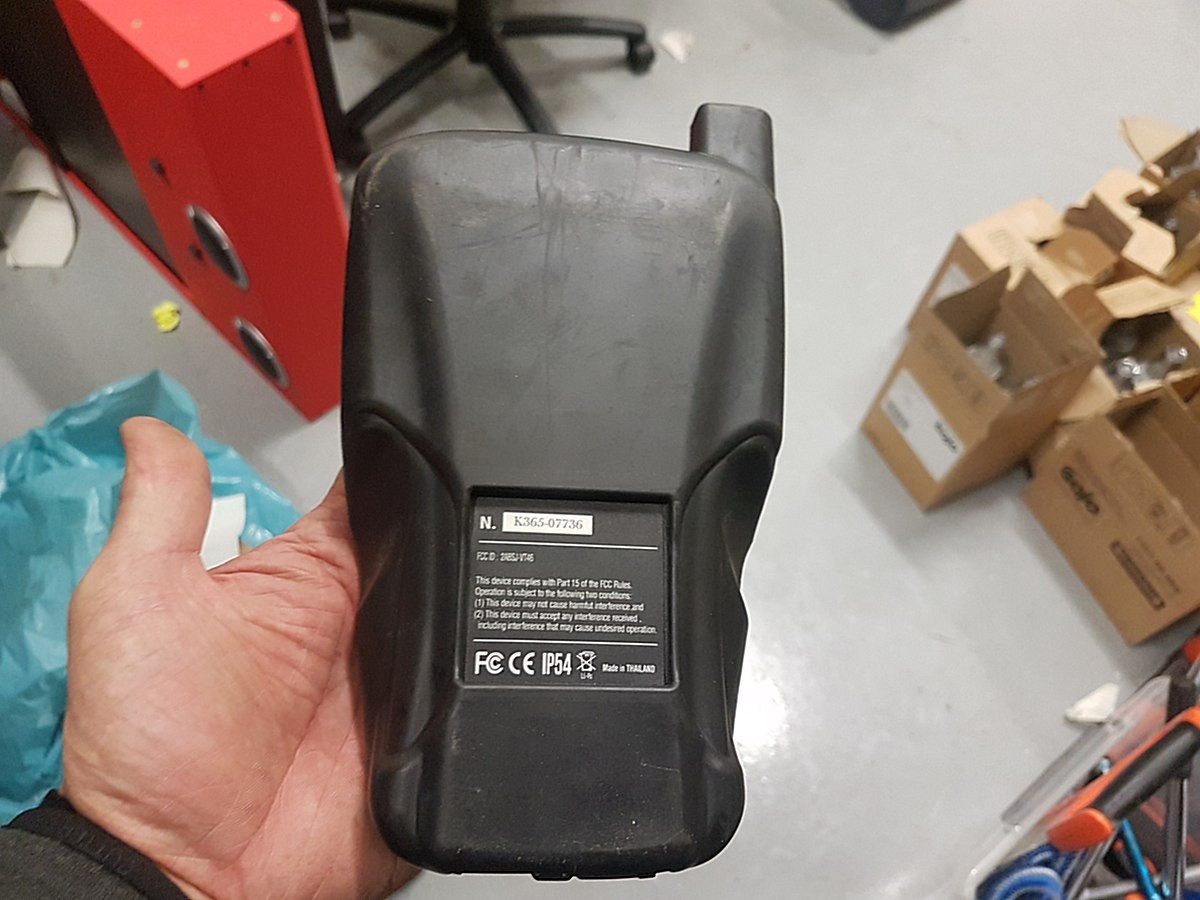 N. K365-07736
FCC ID : 2ABSJ-VT46
This device complies with Part 15 of the FCC Rules.
Operation is subject to the following two conditions:
(1) This device may not cause harmful interference,and
(2) This device must accept any interference received ,
including interference that may cause undesired operation.
FC CE IP54 Made in THAILAND
Li-Po